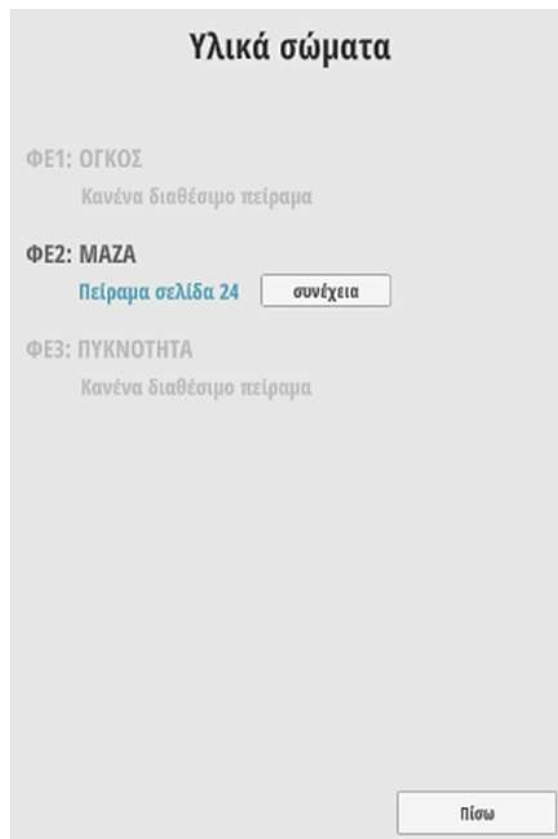 Υλικά σώματα
ΦΕ1: ΟΓΚΟΣ
Κανένα διαθέσιμο πείραμα
ΦΕ2: ΜΑΖΑ
Πείραμα σελίδα 24 συνέχεια
ΦΕ3: ΠΥΚΝΟΤΗΤΑ
Κανένα διαθέσιμο πείραμα
Πίσω